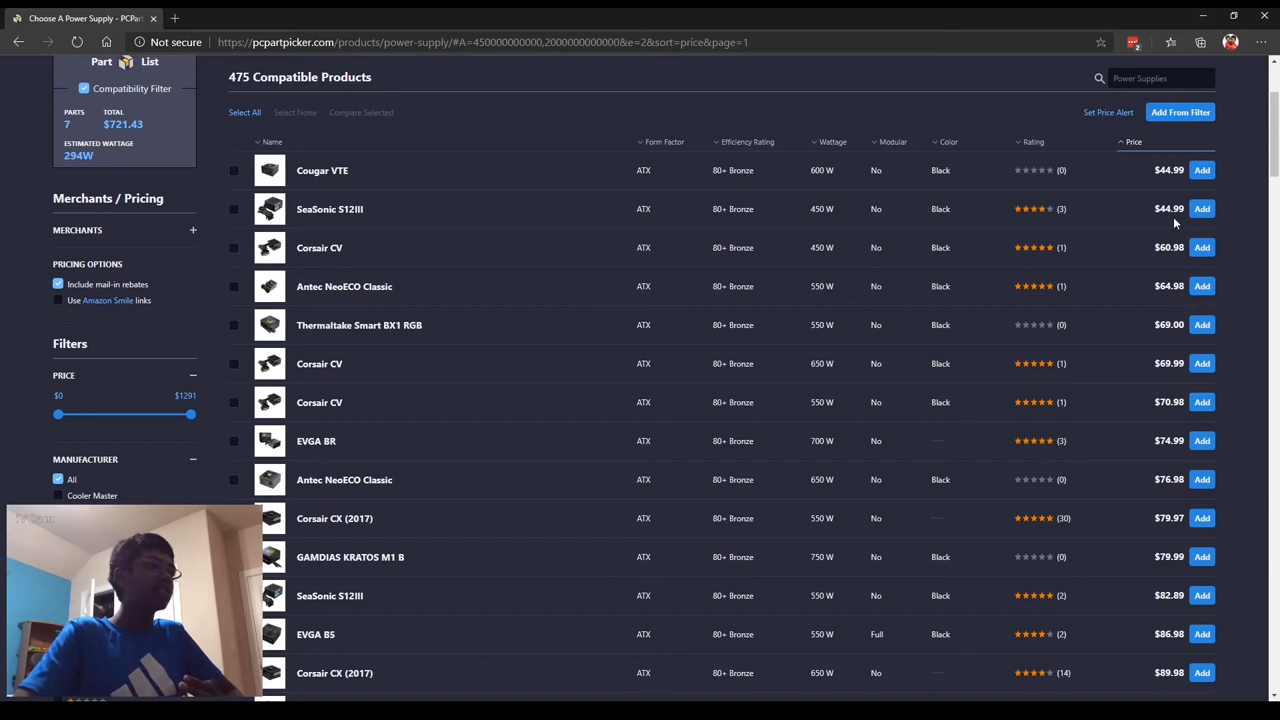 Choose A Power Supply - PCPart
Not secure https://pcpartpicker.com/products/power-supply/#A=450000000000,2000000000000&e=2&sort=price&page=1
2
Part List
Compatibility Filter
PARTS TOTAL
7 $721.43
ESTIMATED WATTAGE
294W
Merchants / Pricing
MERCHANTS
PRICING OPTIONS
Include mail-in rebates
Use Amazon Smile links
Filters
PRICE
$0 $1291
MANUFACTURER
All
Cooler Master
iVCam
475 Compatible Products
Power Supplies
Select All Select None Compare Selected Set Price Alert Add From Filter
Name Form Factor Efficiency Rating Wattage Modular Color Rating Price
Cougar VTE ATX 80+ Bronze 600 W No Black (0) $44.99 Add
SeaSonic S12III ATX 80+ Bronze 450 W No Black (3) $44.99 Add
Corsair CV ATX 80+ Bronze 450 W No Black (1) $60.98 Add
Antec NeoECO Classic ATX 80+ Bronze 550 W No Black (1) $64.98 Add
Thermaltake Smart BX1 RGB ATX 80+ Bronze 550 W No Black (0) $69.00 Add
Corsair CV ATX 80+ Bronze 650 W No Black (1) $69.99 Add
Corsair CV ATX 80+ Bronze 550 W No Black (1) $70.98 Add
EVGA BR ATX 80+ Bronze 700 W No (3) $74.99 Add
Antec NeoECO Classic ATX 80+ Bronze 550 W No Black (0) $76.98 Add
Corsair CX (2017) ATX 80+ Bronze 550 W No (30) $79.97 Add
GAMDIAS KRATOS M1 B ATX 80+ Bronze 750 W No Black (0) $79.99 Add
SeaSonic S12III ATX 80+ Bronze 650 W No Black (2) $82.89 Add
EVGA B5 ATX 80+ Bronze 550 W Full Black (2) $86.98 Add
Corsair CX (2017) ATX 80+ Bronze 650 W No (14) $89.98 Add